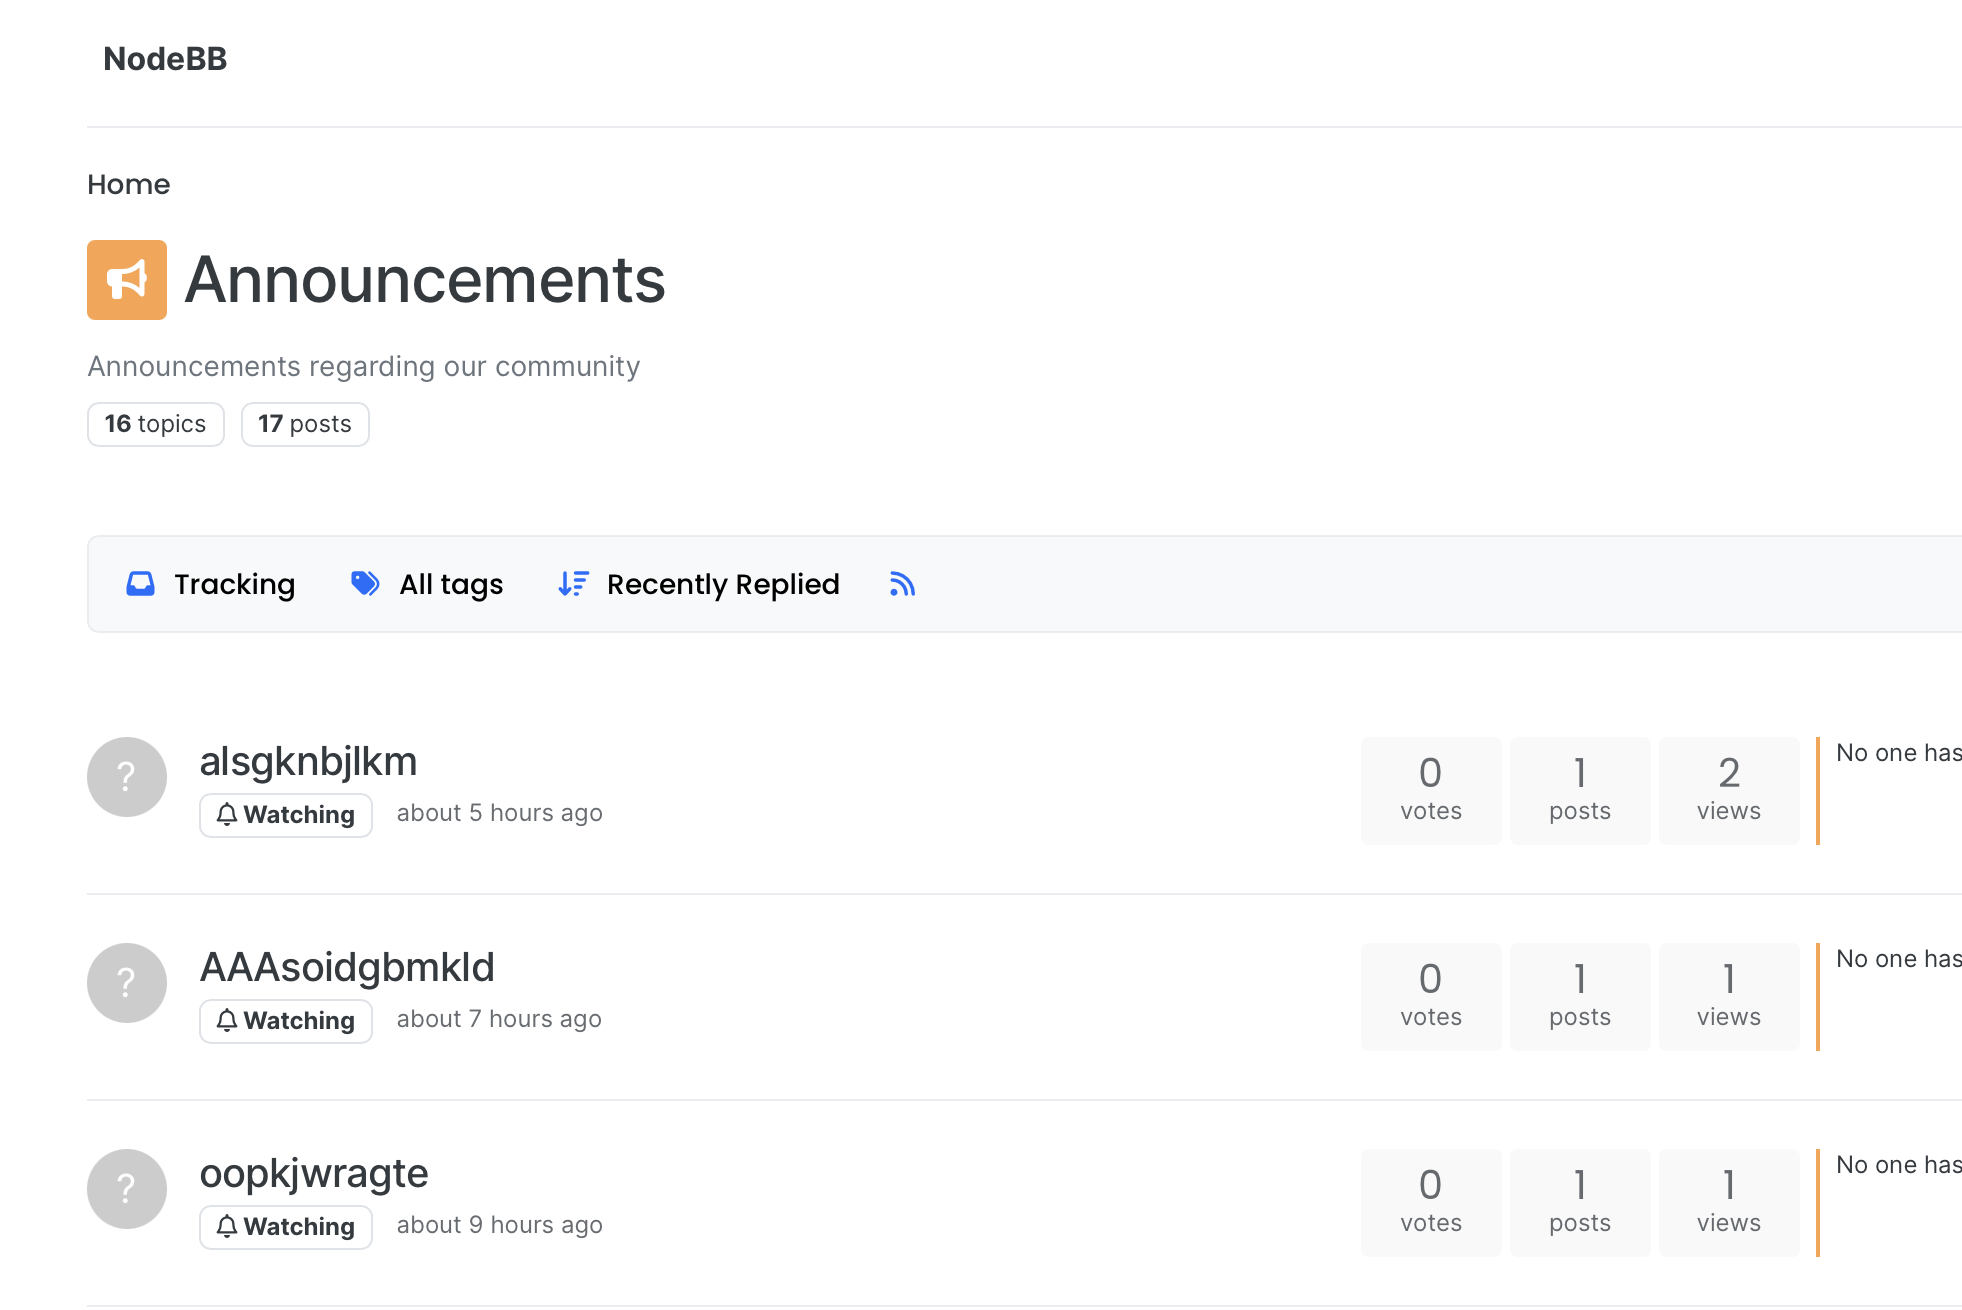 NodeBB
Home
Announcements
Announcements regarding our community
16 topics 17 posts
Tracking All tags Recently Replied
?
alsgknbjlkm
Watching about 5 hours ago
0 votes
1 posts
2 views
No one has
?
AAAsoidgbmkld
Watching about 7 hours ago
0 votes
1 posts
1 views
No one has
?
oopkjwragte
Watching about 9 hours ago
0 votes
1 posts
1 views
No one has